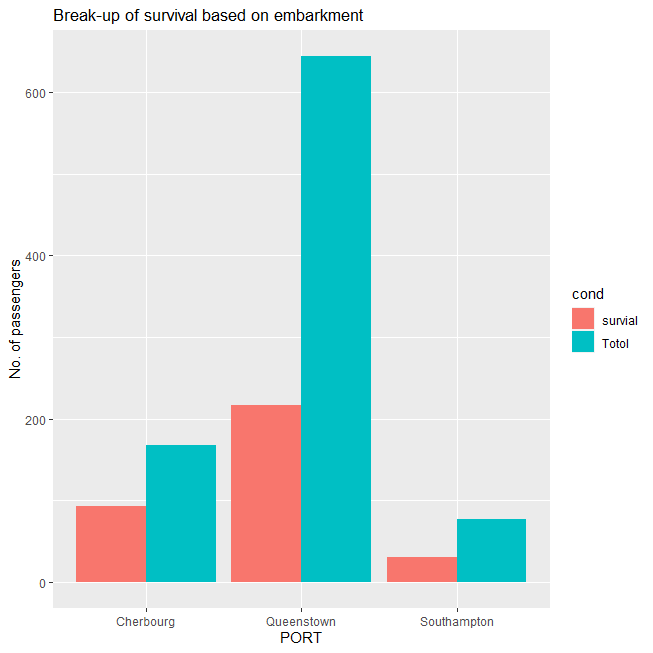 Break-up of survival based on embarkment
No. of passengers
600
400
200
0
Cherbourg
Queenstown
Southampton
PORT
cond
survial
Totol